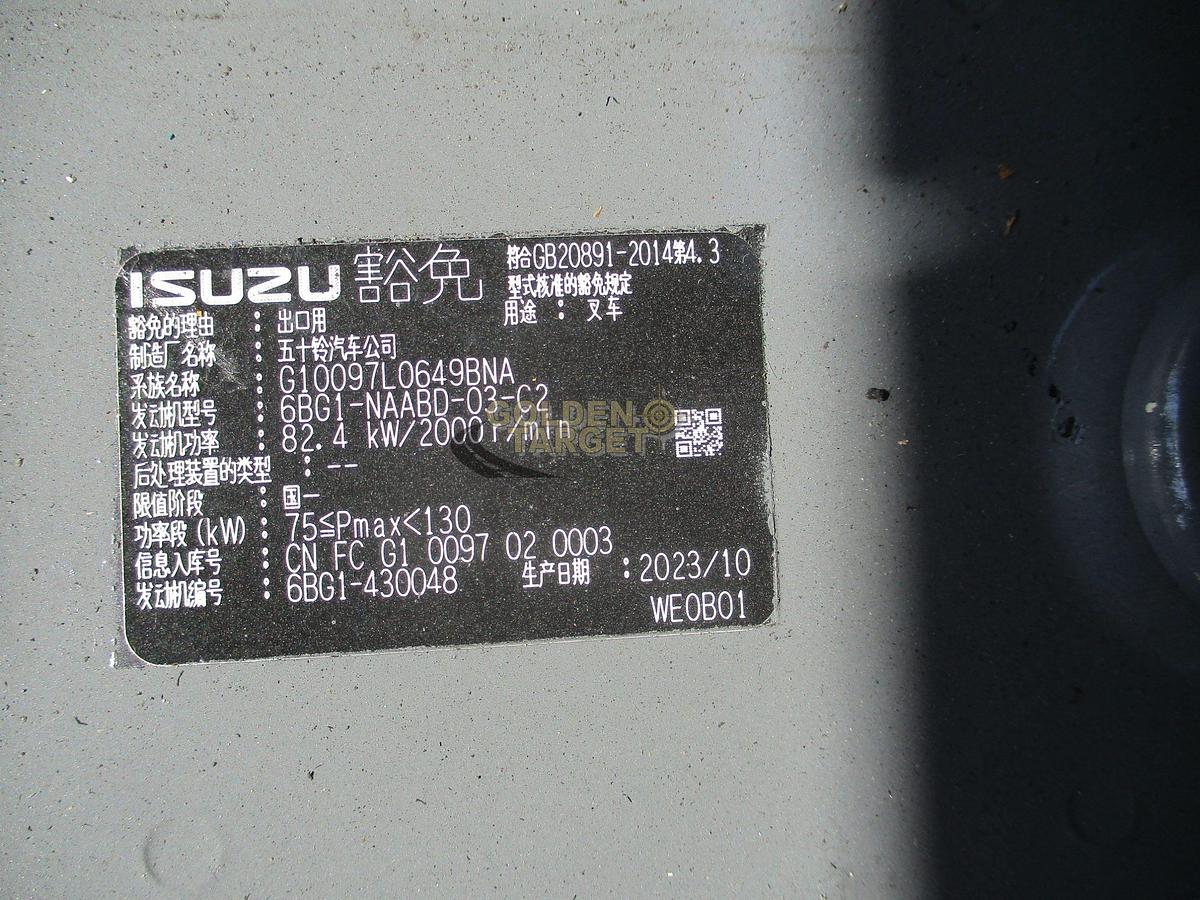 ISUZU 豁免 符合GB20891-2014第4.3
型式核准的豁免规定
用途 : 叉车
豁免的理由 : 出口用
制造厂名称 : 五十铃汽车公司
系族名称 : G10097L0649BNA
发动机型号 : 6BG1-NAABD-03-C2
发动机功率 : 82.4 kW/2000r/min
后处理装置的类型 : --
限值阶段 : 国一
功率段(kW) : 75≦Pmax<130
信息入库号 : CN FC G1 0097 02 0003
发动机编号 : 6BG1-430048 生产日期 : 2023/10
WE0B01
GOLDEN
TARGET